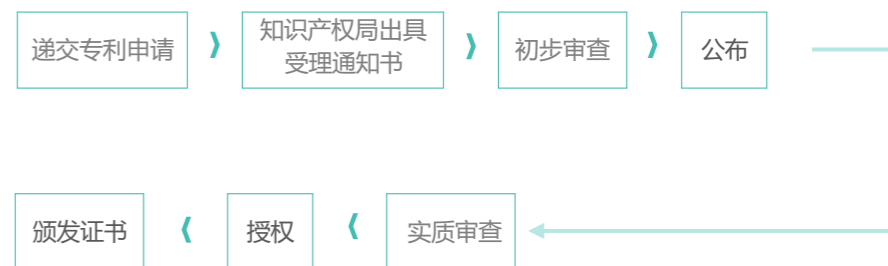 递交专利申请
知识产权局出具
受理通知书
初步审查
公布
实质审查
授权
颁发证书